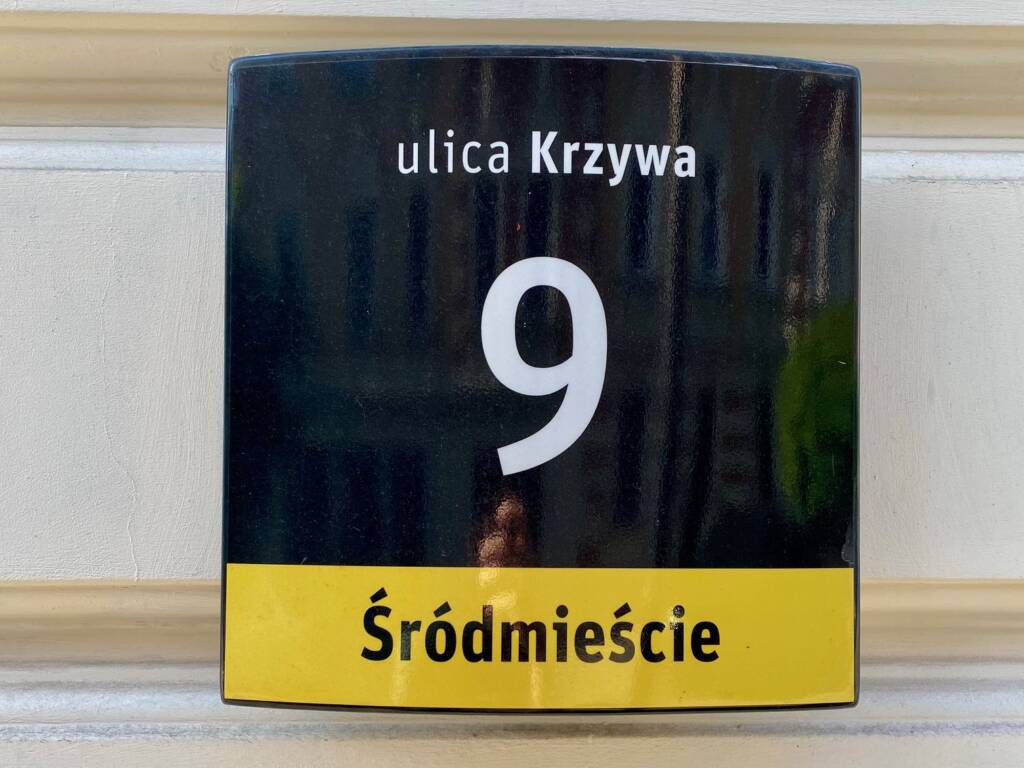 ulica Krzywa
9
Śródmieście